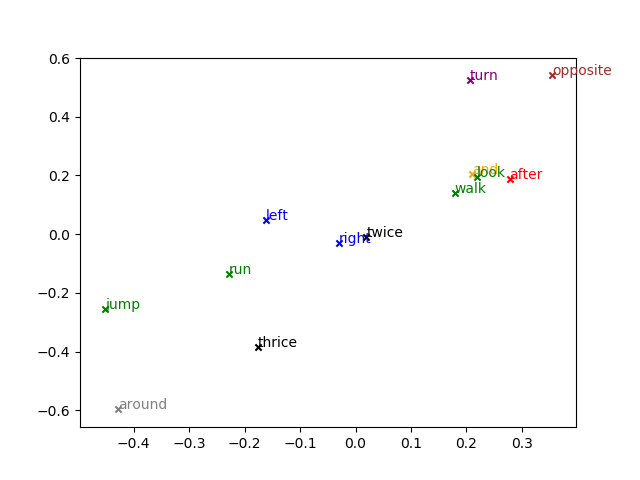 0.6
opposite
turn
0.4
and
look
after
0.2
walk
left
twice
right
0.0
run
−0.2
jump
thrice
−0.4
around
−0.6
−0.4 −0.3 −0.2 −0.1 0.0 0.1 0.2 0.3